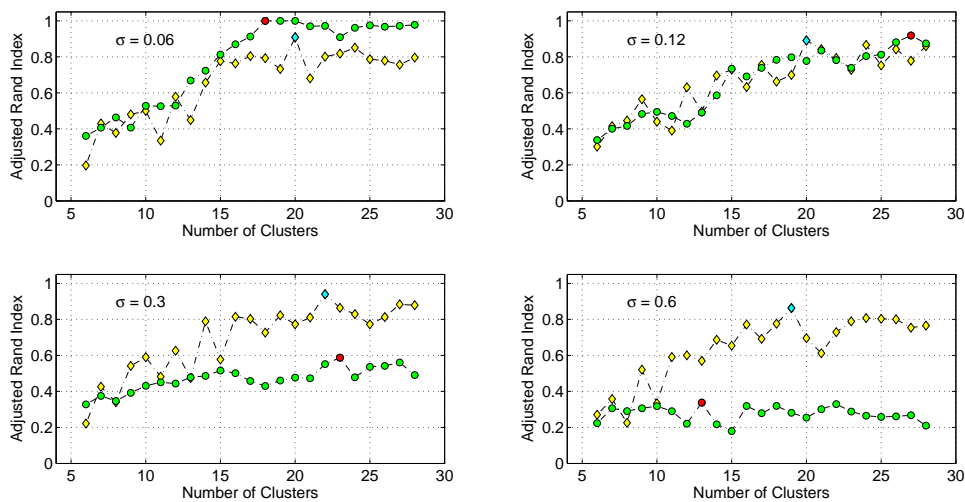 1
0.8
0.6
0.4
0.2
0
Adjusted Rand Index
σ = 0.06
5 10 15 20 25 30
Number of Clusters
1
0.8
0.6
0.4
0.2
0
Adjusted Rand Index
σ = 0.12
5 10 15 20 25 30
Number of Clusters
1
0.8
0.6
0.4
0.2
0
Adjusted Rand Index
σ = 0.3
5 10 15 20 25 30
Number of Clusters
1
0.8
0.6
0.4
0.2
0
Adjusted Rand Index
σ = 0.6
5 10 15 20 25 30
Number of Clusters